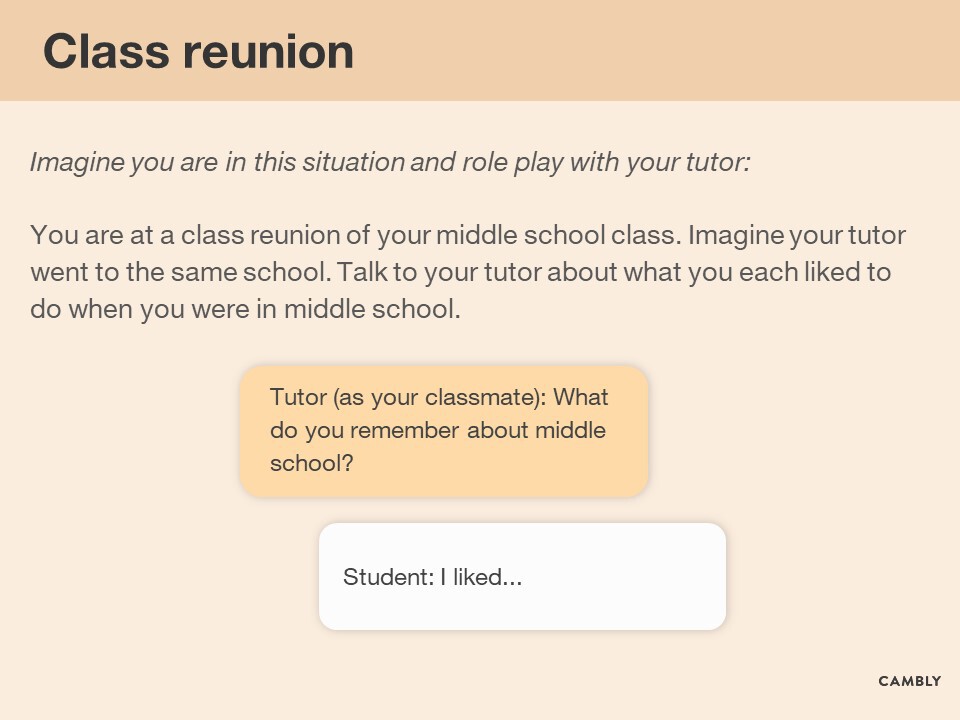 Class reunion
Imagine you are in this situation and role play with your tutor:
You are at a class reunion of your middle school class. Imagine your tutor
went to the same school. Talk to your tutor about what you each liked to
do when you were in middle school.
Tutor (as your classmate): What
do you remember about middle
school?
Student: I liked...
CAMBLY